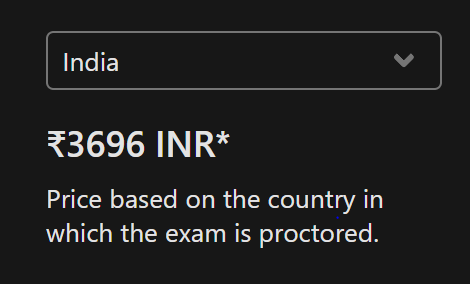 India
₹3696 INR*
Price based on the country in
which the exam is proctored.